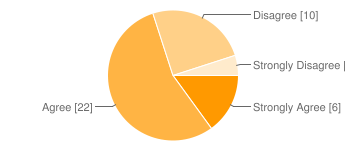 Disagree [10]
Strongly Disagree [
Agree [22]
Strongly Agree [6]